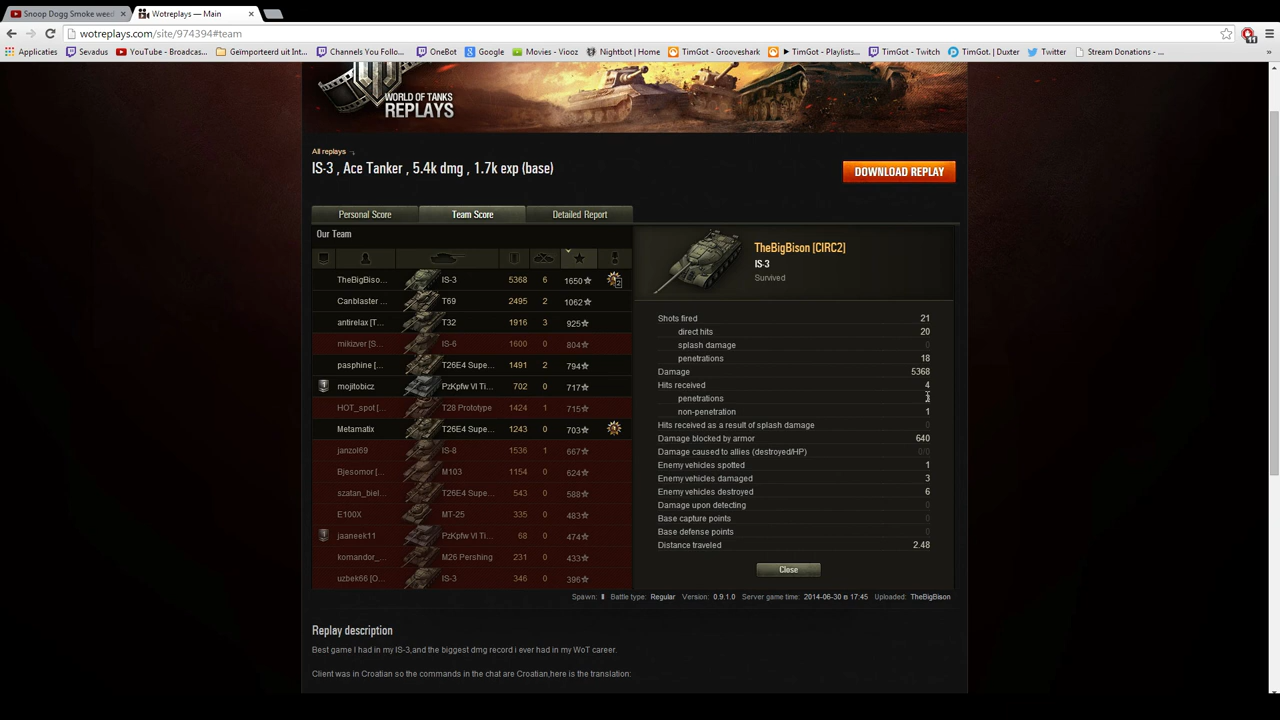 Snoop Dogg Smoke weed
Wotreplays — Main
wotreplays.com/site/974394#team
Applicaties Sevadus YouTube - Broadcas... Geïmporteerd uit Int... Channels You Follow... OneBot Google Movies - Viooz Nightbot | Home TimGot - Grooveshark ► TimGot - Playlists... TimGot - Twitch TimGot. | Duxter Twitter Stream Donations - ...
WORLD OF TANKS
REPLAYS
All replays
IS-3 , Ace Tanker , 5.4k dmg , 1.7k exp (base)
DOWNLOAD REPLAY
Personal Score Team Score Detailed Report
Our Team
TheBigBiso... IS-3 5368 6 1650 2
Canblaster ... T69 2495 2 1062
antirelax [T... T32 1916 3 925
mikizver [S... IS-6 1600 0 804
pasphine [... T26E4 Supe... 1491 2 794
mojitobicz PzKpfw VI Ti... 702 0 717
HOT_spot [... T28 Prototype 1424 1 715
Metamatix T26E4 Supe... 1243 0 703
janzol69 IS-8 1536 1 667
Bjesomor [... M103 1154 0 624
szatan_biel... T26E4 Supe... 543 0 588
E100X MT-25 335 0 483
jaaneek11 PzKpfw VI Ti... 68 0 474
komandor_... M26 Pershing 231 0 433
uzbek66 [O... IS-3 346 0 396
TheBigBison [CIRC2]
IS-3
Survived
Shots fired 21
direct hits 20
splash damage 0
penetrations 18
Damage 5368
Hits received 4
penetrations
non-penetration 1
Hits received as a result of splash damage 0
Damage blocked by armor 640
Damage caused to allies (destroyed/HP) 0/0
Enemy vehicles spotted 1
Enemy vehicles damaged 3
Enemy vehicles destroyed 6
Damage upon detecting 0
Base capture points 0
Base defense points 0
Distance traveled 2.48
Close
Spawn: II Battle type: Regular Version: 0.9.1.0 Server game time: 2014-06-30 в 17:45 Uploaded: TheBigBison
Replay description
Best game I had in my IS-3,and the biggest dmg record i ever had in my WoT career.
Client was in Croatian so the commands in the chat are Croatian,here is the translation: